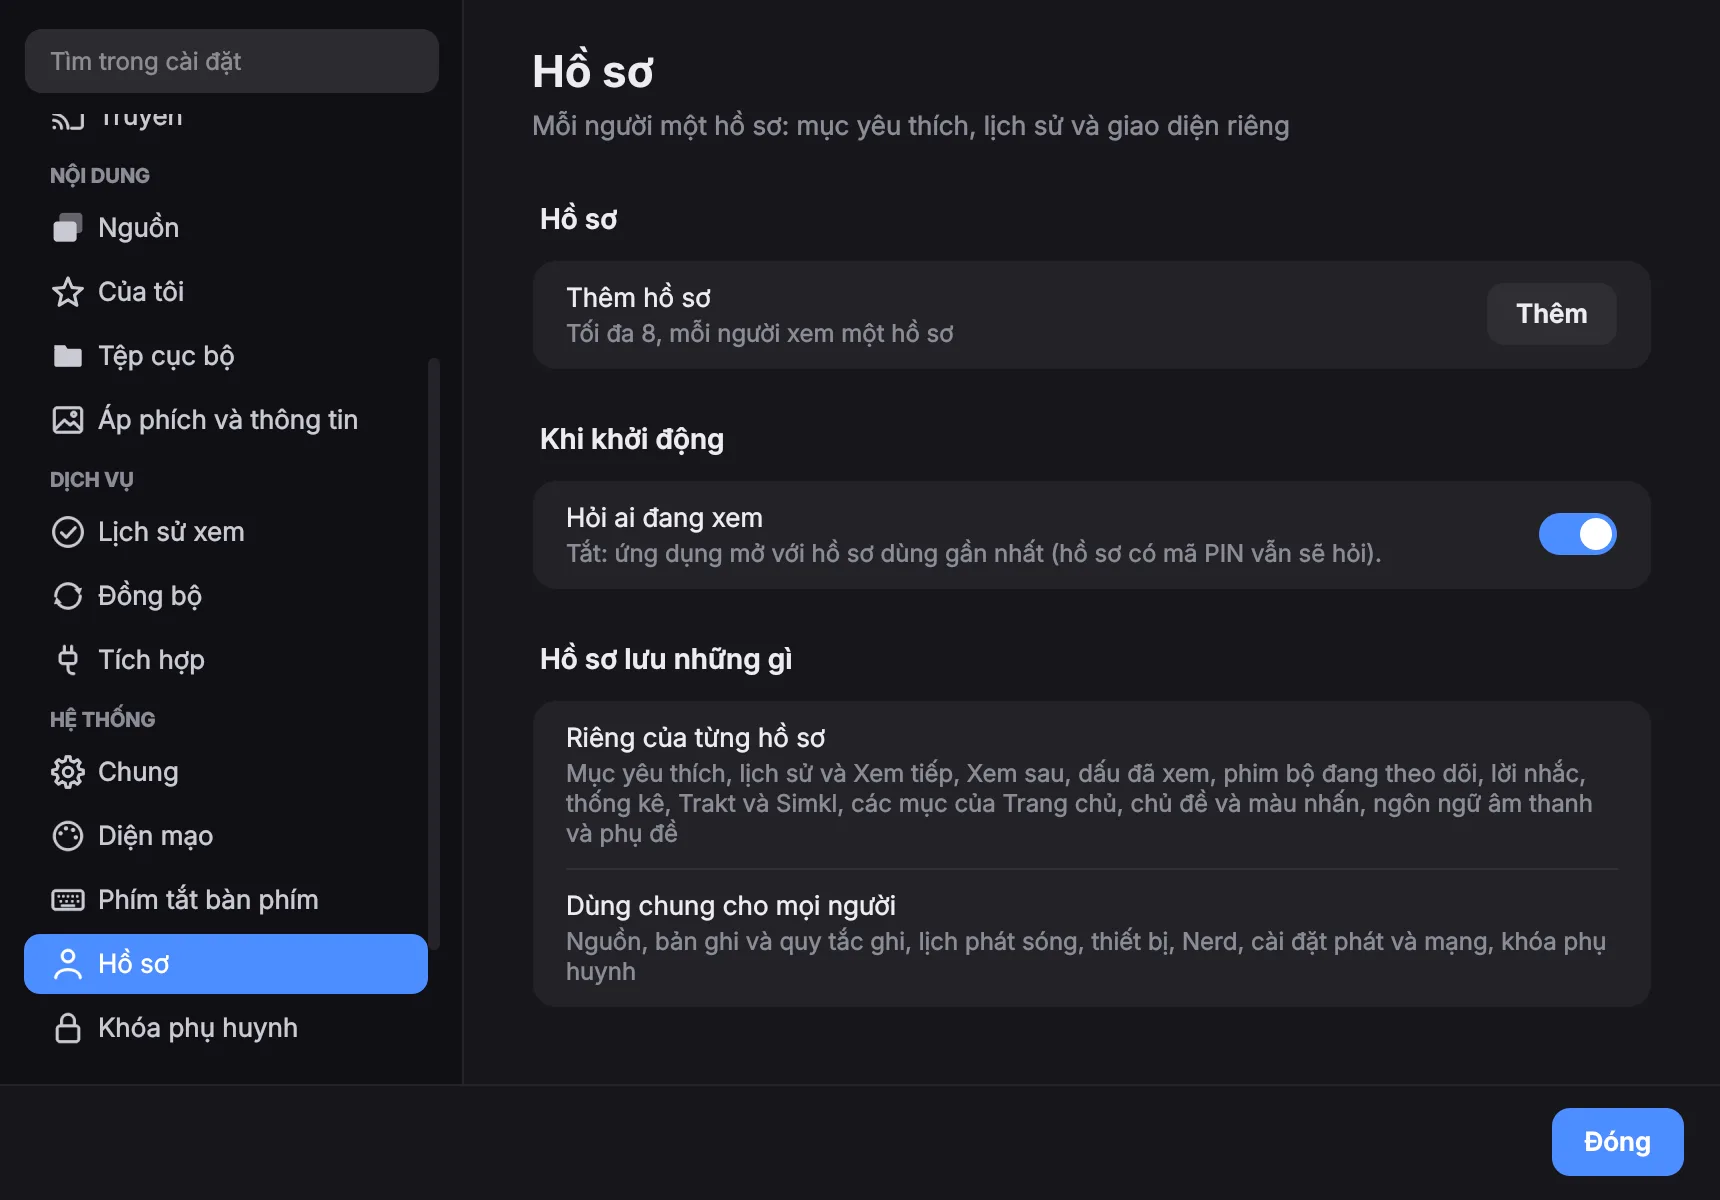 Tìm trong cài đặt
Truyền
NỘI DUNG
Nguồn
Của tôi
Tệp cục bộ
Áp phích và thông tin
DỊCH VỤ
Lịch sử xem
Đồng bộ
Tích hợp
HỆ THỐNG
Chung
Diện mạo
Phím tắt bàn phím
Hồ sơ
Khóa phụ huynh
Hồ sơ
Mỗi người một hồ sơ: mục yêu thích, lịch sử và giao diện riêng
Hồ sơ
Thêm hồ sơ
Tối đa 8, mỗi người xem một hồ sơ
Thêm
Khi khởi động
Hỏi ai đang xem
Tắt: ứng dụng mở với hồ sơ dùng gần nhất (hồ sơ có mã PIN vẫn sẽ hỏi).
Hồ sơ lưu những gì
Riêng của từng hồ sơ
Mục yêu thích, lịch sử và Xem tiếp, Xem sau, dấu đã xem, phim bộ đang theo dõi, lời nhắc,
thống kê, Trakt và Simkl, các mục của Trang chủ, chủ đề và màu nhấn, ngôn ngữ âm thanh
và phụ đề
Dùng chung cho mọi người
Nguồn, bản ghi và quy tắc ghi, lịch phát sóng, thiết bị, Nerd, cài đặt phát và mạng, khóa phụ
huynh
Đóng